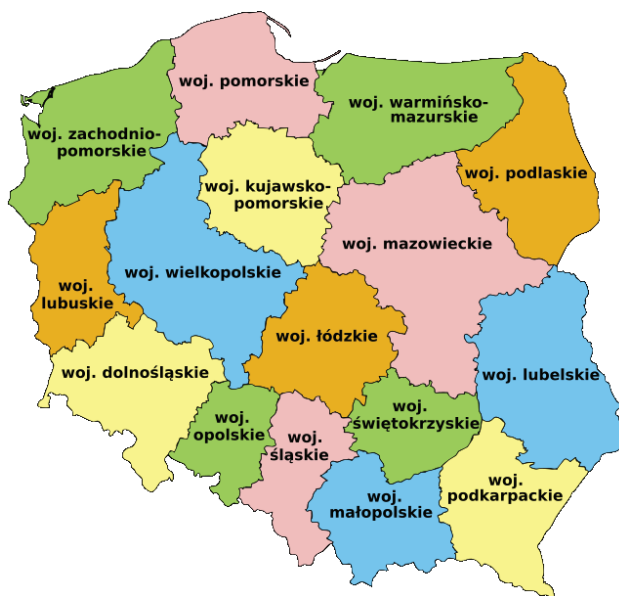 woj. pomorskie
woj. warmińsko-
mazurskie
woj. zachodnio-
pomorskie
woj. podlaskie
woj. kujawsko-
pomorskie
woj. mazowieckie
woj. wielkopolskie
woj.
lubuskie
woj. łódzkie
woj. dolnośląskie
woj. lubelskie
woj.
opolskie
woj.
śląskie
woj.
świętokrzyskie
woj.
małopolskie
woj.
podkarpackie